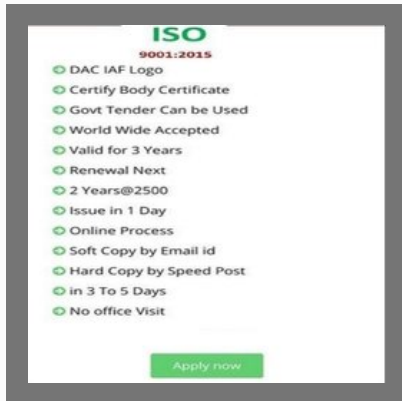 ISO
9001:2015
DAC IAF Logo
Certify Body Certificate
Govt Tender Can be Used
World Wide Accepted
Valid for 3 Years
Renewal Next
2 Years@2500
Issue in 1 Day
Online Process
Soft Copy by Email id
Hard Copy by Speed Post
in 3 To 5 Days
No office Visit
Apply now